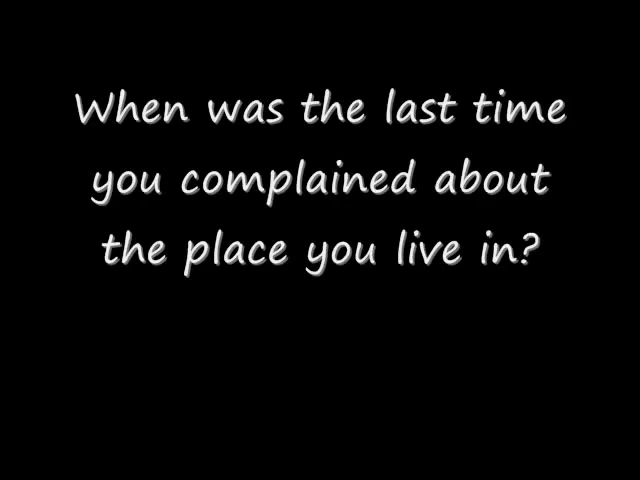 When was the last time
you complained about
the place you live in?